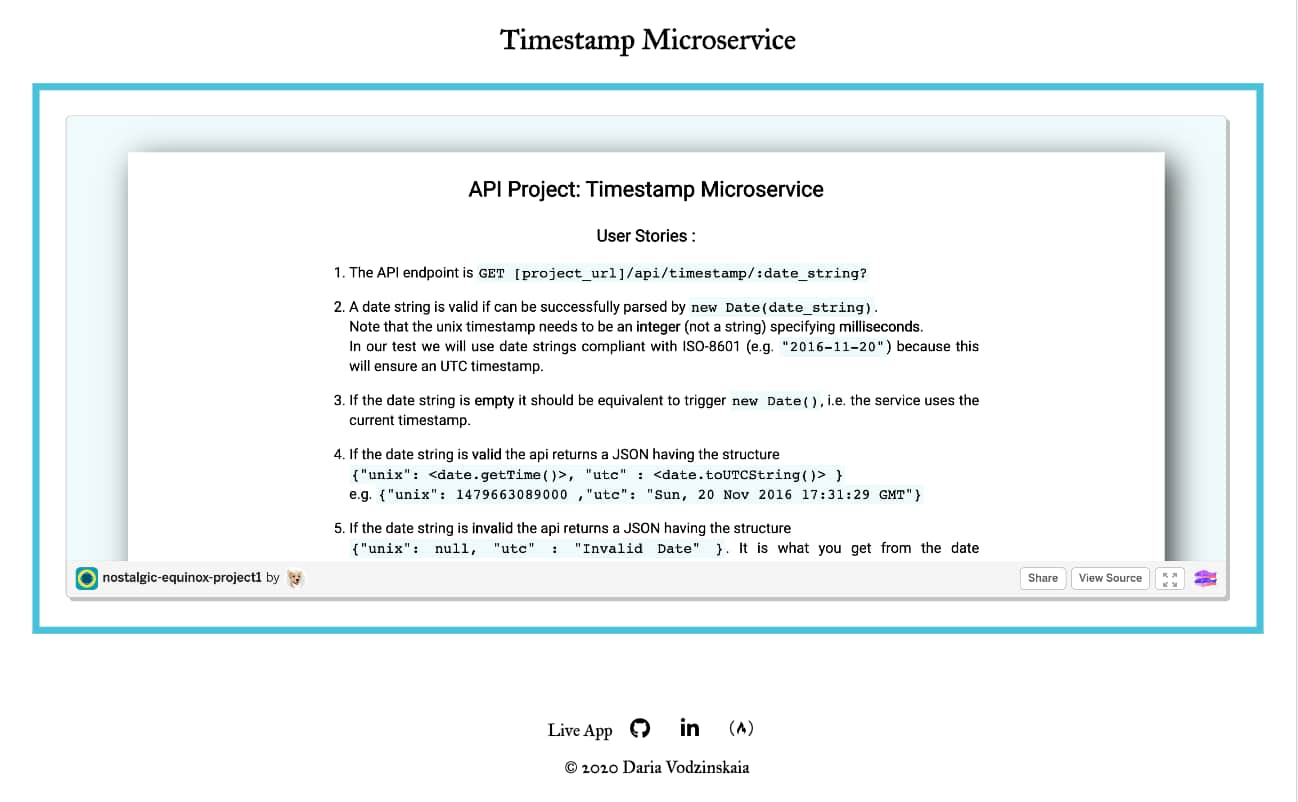 Timestamp Microservice
API Project: Timestamp Microservice
User Stories :
1. The API endpoint is GET [project_url]/api/timestamp/:date_string?
2. A date string is valid if can be successfully parsed by new Date(date_string).
Note that the unix timestamp needs to be an integer (not a string) specifying milliseconds.
In our test we will use date strings compliant with ISO-8601 (e.g. "2016-11-20") because this
will ensure an UTC timestamp.
3. If the date string is empty it should be equivalent to trigger new Date(), i.e. the service uses the
current timestamp.
4. If the date string is valid the api returns a JSON having the structure
{"unix": <date.getTime()>, "utc" : <date.toUTCString()> }
e.g. {"unix": 1479663089000 ,"utc": "Sun, 20 Nov 2016 17:31:29 GMT"}
5. If the date string is invalid the api returns a JSON having the structure
{"unix": null, "utc" : "Invalid Date" }. It is what you get from the date
nostalgic-equinox-project1 by
Share
View Source
Live App
in
© 2020 Daria Vodzinskaia